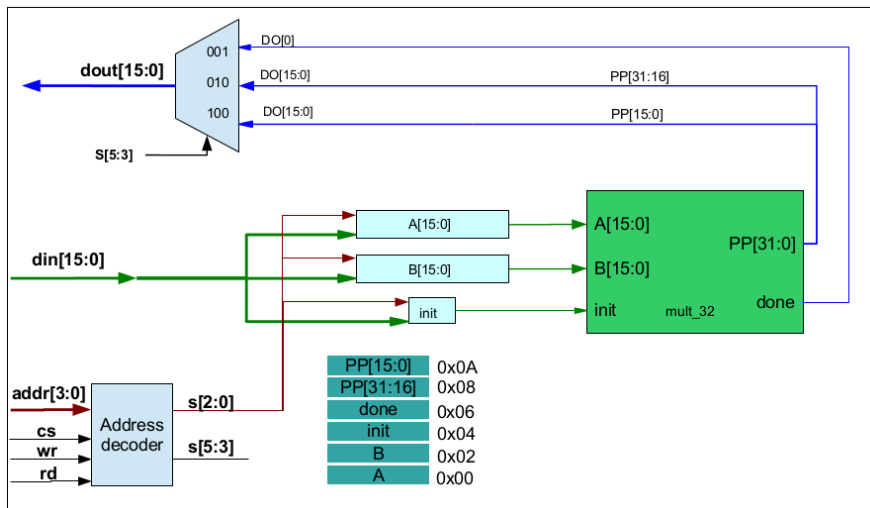 DO[0]
001
dout[15:0]
DO[15:0]
PP[31:16]
010
DO[15:0]
PP[15:0]
100
S[5:3]
A[15:0]
A[15:0]
PP[31:0]
din[15:0]
B[15:0]
B[15:0]
init
init
mult_32
done
PP[15:0] 0x0A
PP[31:16] 0x08
done 0x06
init 0x04
B 0x02
A 0x00
addr[3:0]
s[2:0]
Address
decoder
cs
wr
s[5:3]
rd